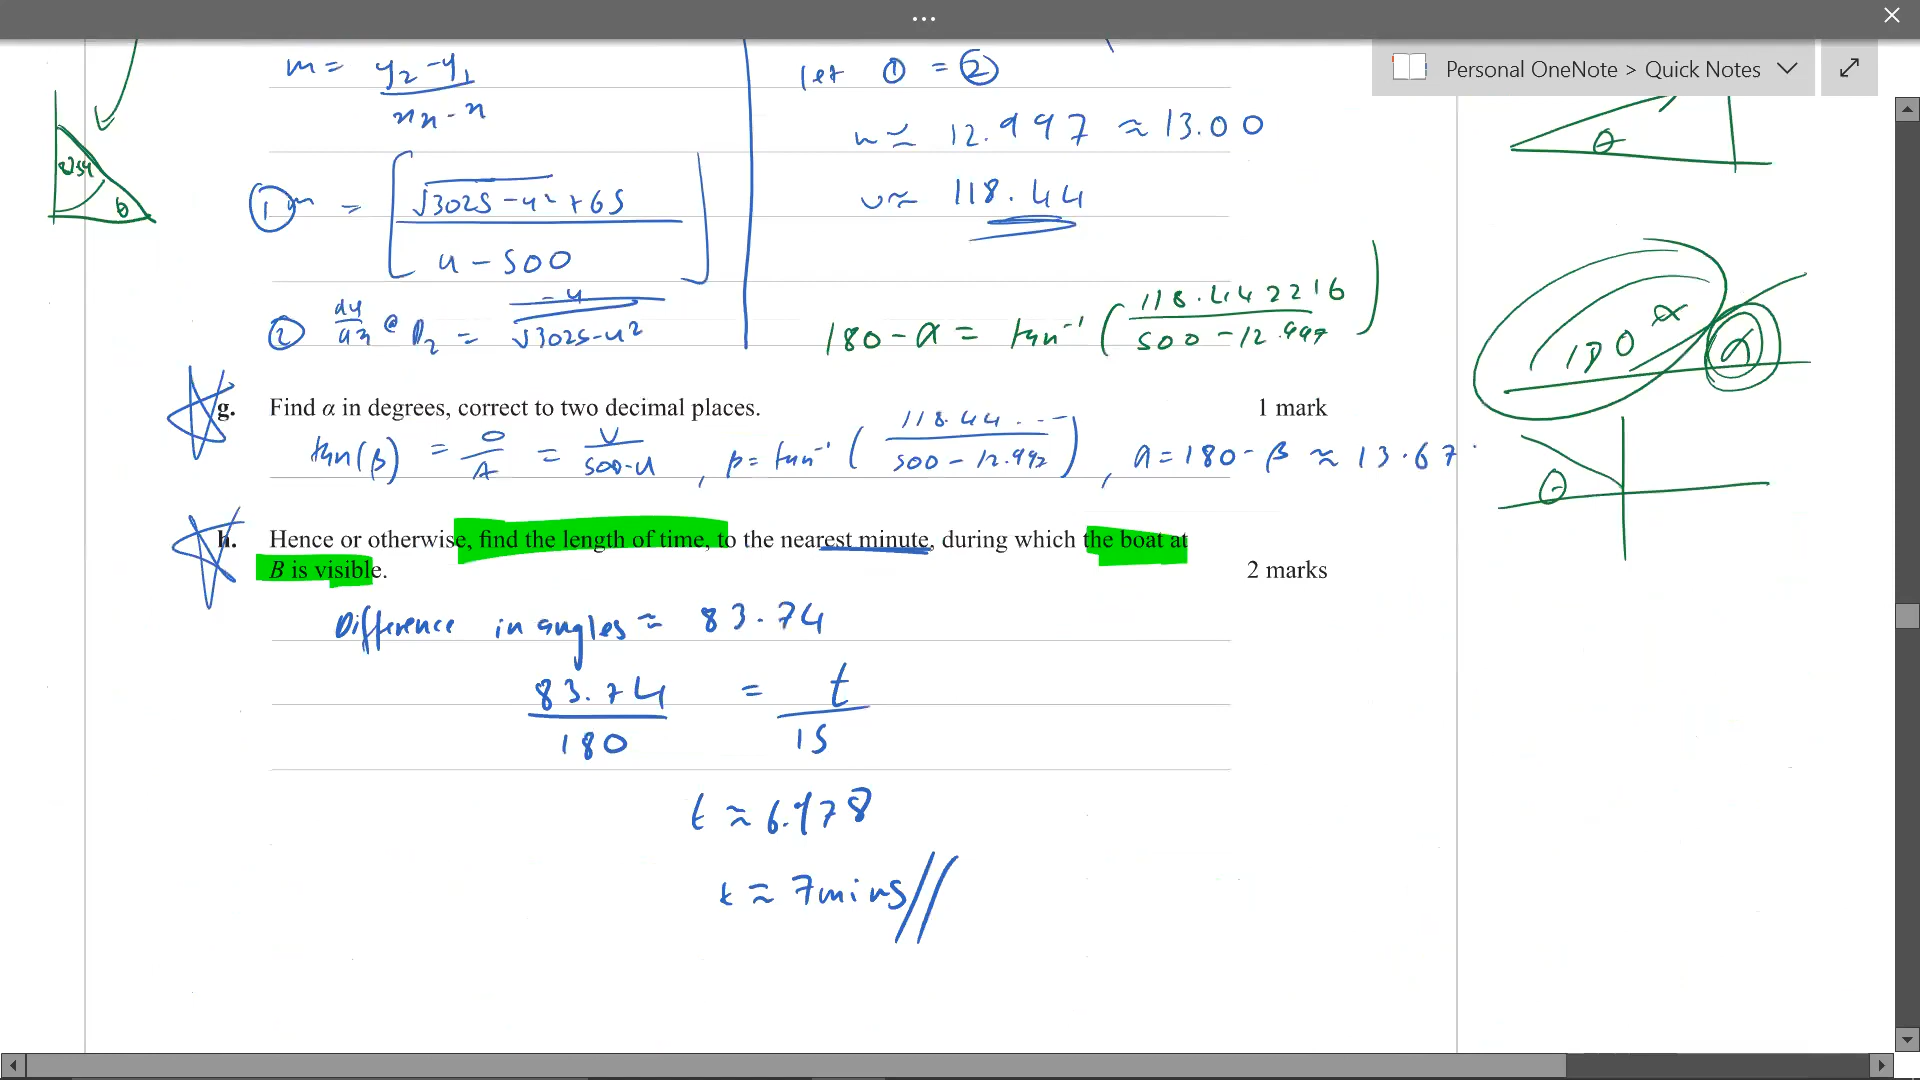 Personal OneNote > Quick Notes
m = y₂ - y₁
let ① = ②
u ≃ 12.997 ≈ 13.00
θ
① m = √3025-u² + 65
u - 500
v ≈ 118.44
θ
② dy/dx @ P₂ = -u
√3025-u²
180 - α = tan⁻¹ ( 118.442216
500 - 12.997 )
180 α
α
g. Find α in degrees, correct to two decimal places. 1 mark
tan(β) = O/A = v/500-u , β = tan⁻¹ ( 118.44 ... / 500 - 12.992 ) , α = 180 - β ≈ 13.67
θ
h. Hence or otherwise, find the length of time, to the nearest minute, during which the boat at
B is visible. 2 marks
Difference in angles ≈ 83.74
83.74 = t
180 15
t ≈ 6.978
t ≈ 7mins